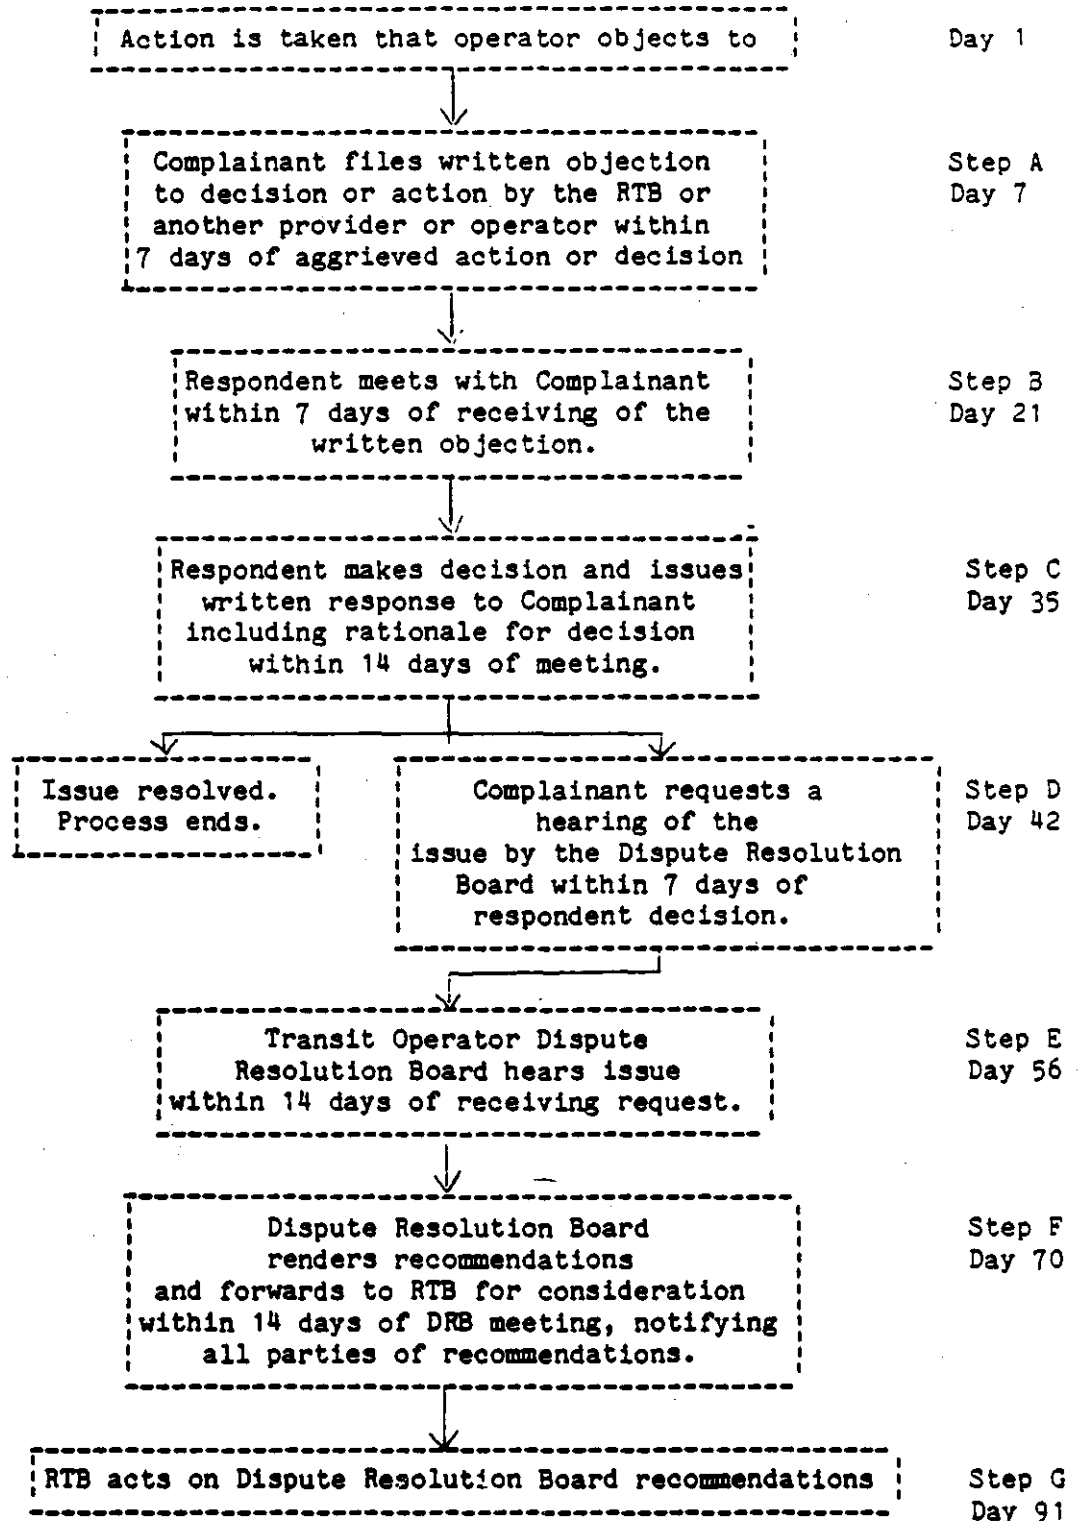 Action is taken that operator objects to
Day 1
Complainant files written objection
to decision or action by the RTB or
another provider or operator within
7 days of aggrieved action or decision
Step A
Day 7
Respondent meets with Complainant
within 7 days of receiving of the
written objection.
Step B
Day 21
Respondent makes decision and issues
written response to Complainant
including rationale for decision
within 14 days of meeting.
Step C
Day 35
Issue resolved.
Process ends.
Complainant requests a
hearing of the
issue by the Dispute Resolution
Board within 7 days of
respondent decision.
Step D
Day 42
Transit Operator Dispute
Resolution Board hears issue
within 14 days of receiving request.
Step E
Day 56
Dispute Resolution Board
renders recommendations
and forwards to RTB for consideration
within 14 days of DRB meeting, notifying
all parties of recommendations.
Step F
Day 70
RTB acts on Dispute Resolution Board recommendations
Step G
Day 91